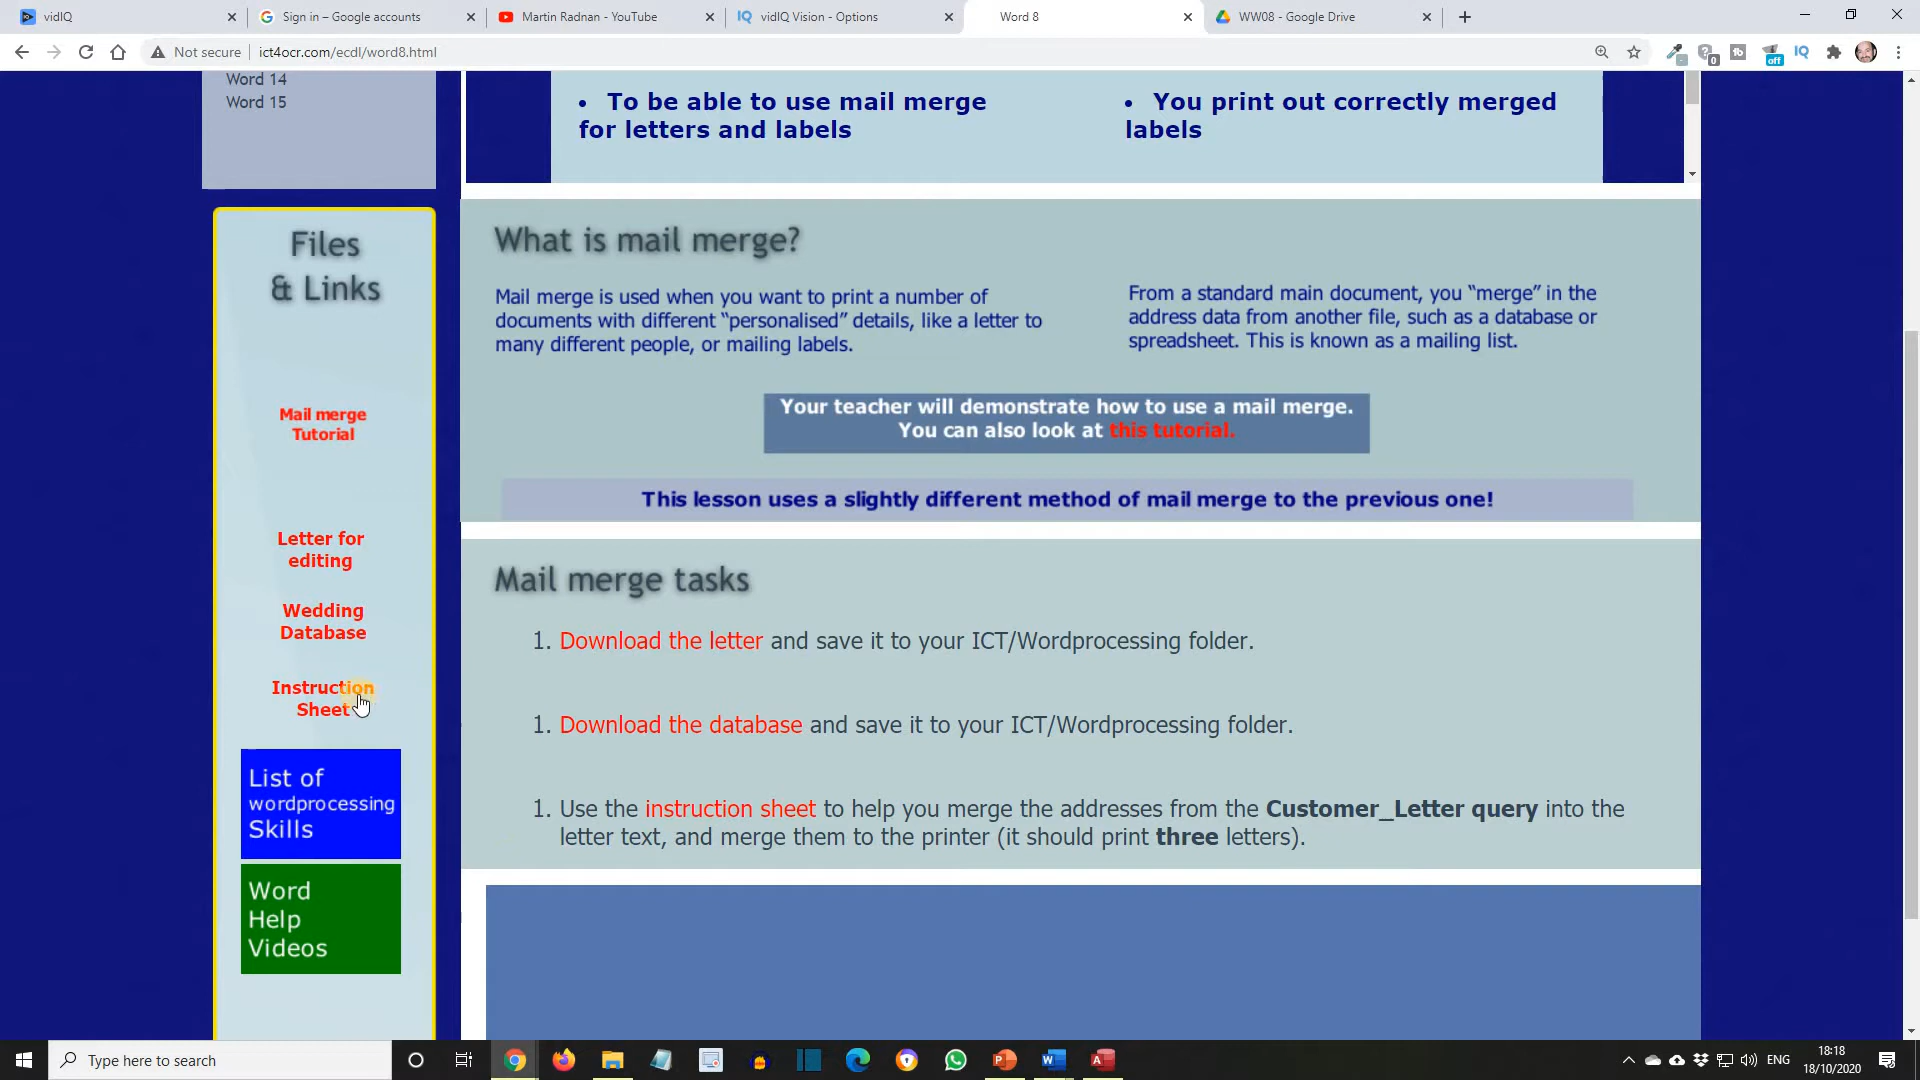 vidIQ
Sign in – Google accounts
Martin Radnan - YouTube
vidIQ Vision - Options
Word 8
WW08 - Google Drive
Not secure
ict4ocr.com/ecdl/word8.html
off
0
Word 14
Word 15
• To be able to use mail merge
for letters and labels
• You print out correctly merged
labels
Files
& Links
Mail merge
Tutorial
Letter for
editing
Wedding
Database
Instruction
Sheet
List of
wordprocessing
Skills
Word
Help
Videos
What is mail merge?
Mail merge is used when you want to print a number of
documents with different “personalised” details, like a letter to
many different people, or mailing labels.
From a standard main document, you “merge” in the
address data from another file, such as a database or
spreadsheet. This is known as a mailing list.
Your teacher will demonstrate how to use a mail merge.
You can also look at this tutorial.
This lesson uses a slightly different method of mail merge to the previous one!
Mail merge tasks
1. Download the letter and save it to your ICT/Wordprocessing folder.
1. Download the database and save it to your ICT/Wordprocessing folder.
1. Use the instruction sheet to help you merge the addresses from the Customer_Letter query into the
letter text, and merge them to the printer (it should print three letters).
Type here to search
ENG
18:18
18/10/2020